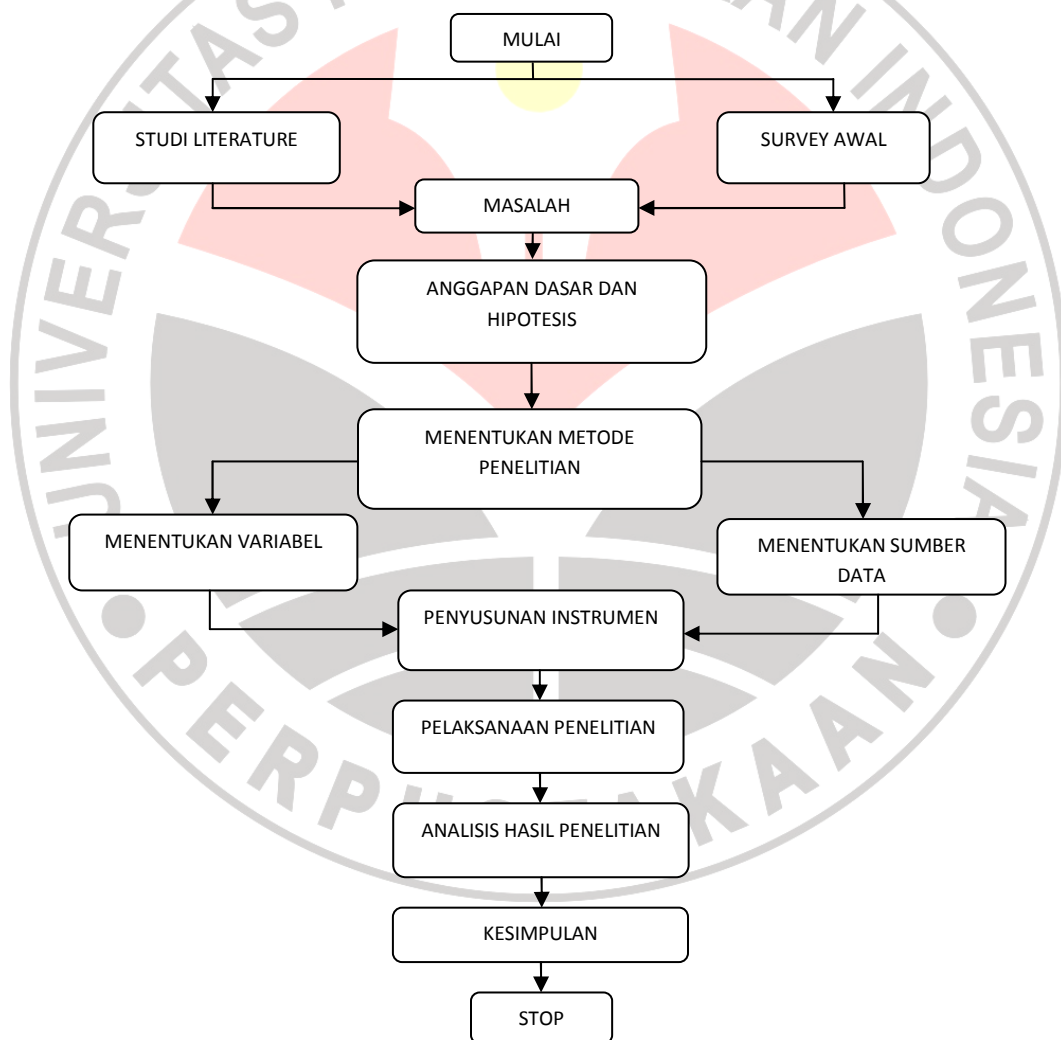 MULAI
STUDI LITERATURE
SURVEY AWAL
MASALAH
ANGGAPAN DASAR DAN
HIPOTESIS
MENENTUKAN METODE
PENELITIAN
MENENTUKAN VARIABEL
MENENTUKAN SUMBER
DATA
PENYUSUNAN INSTRUMEN
PELAKSANAAN PENELITIAN
ANALISIS HASIL PENELITIAN
KESIMPULAN
STOP
INDONESIA